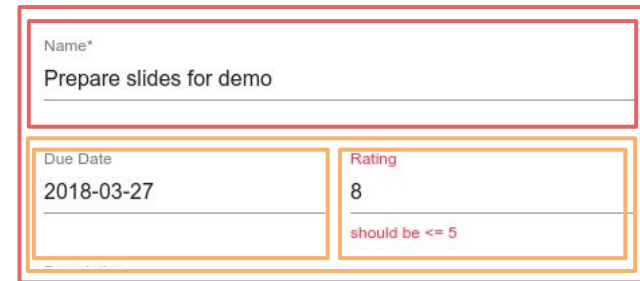 Name*
Prepare slides for demo
Due Date
2018-03-27
Rating
8
should be <= 5